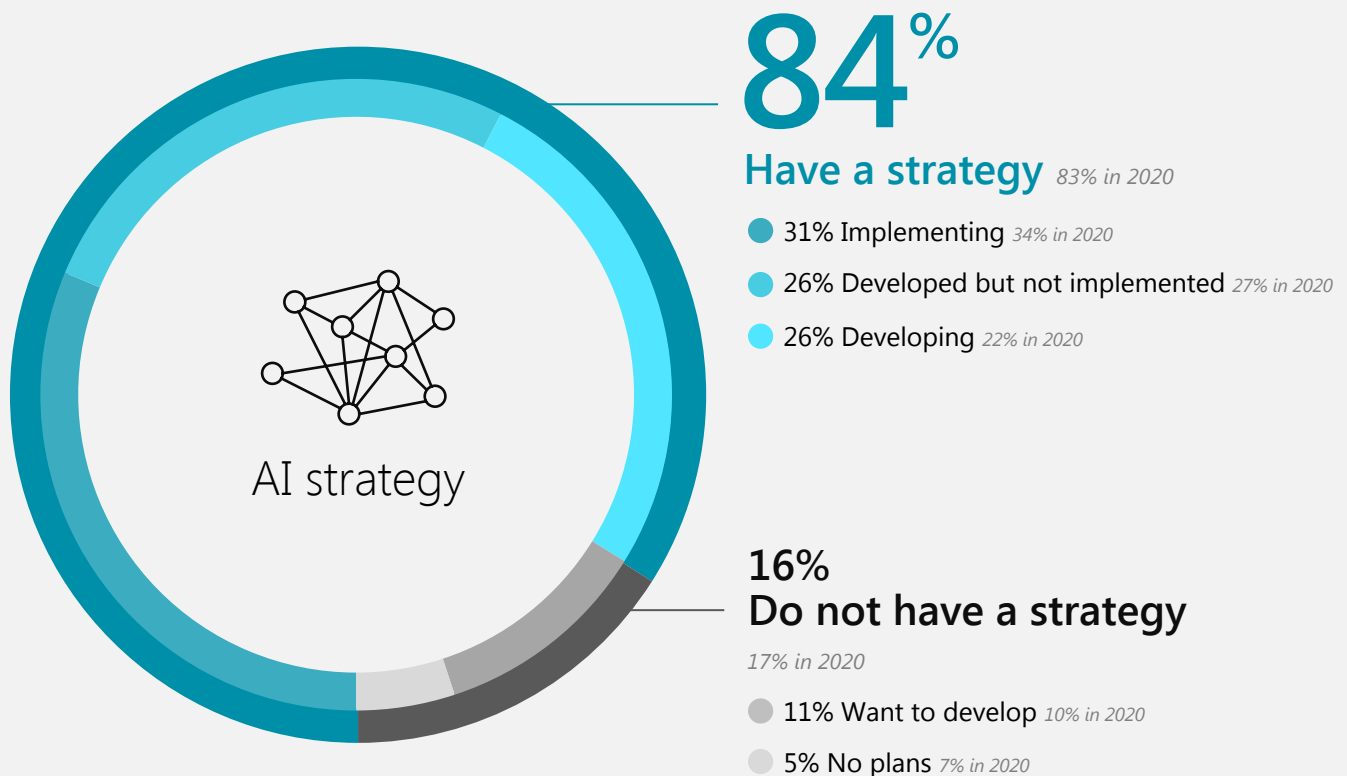 84%
Have a strategy 83% in 2020
31% Implementing 34% in 2020
26% Developed but not implemented 27% in 2020
26% Developing 22% in 2020
AI strategy
16%
Do not have a strategy
17% in 2020
11% Want to develop 10% in 2020
5% No plans 7% in 2020